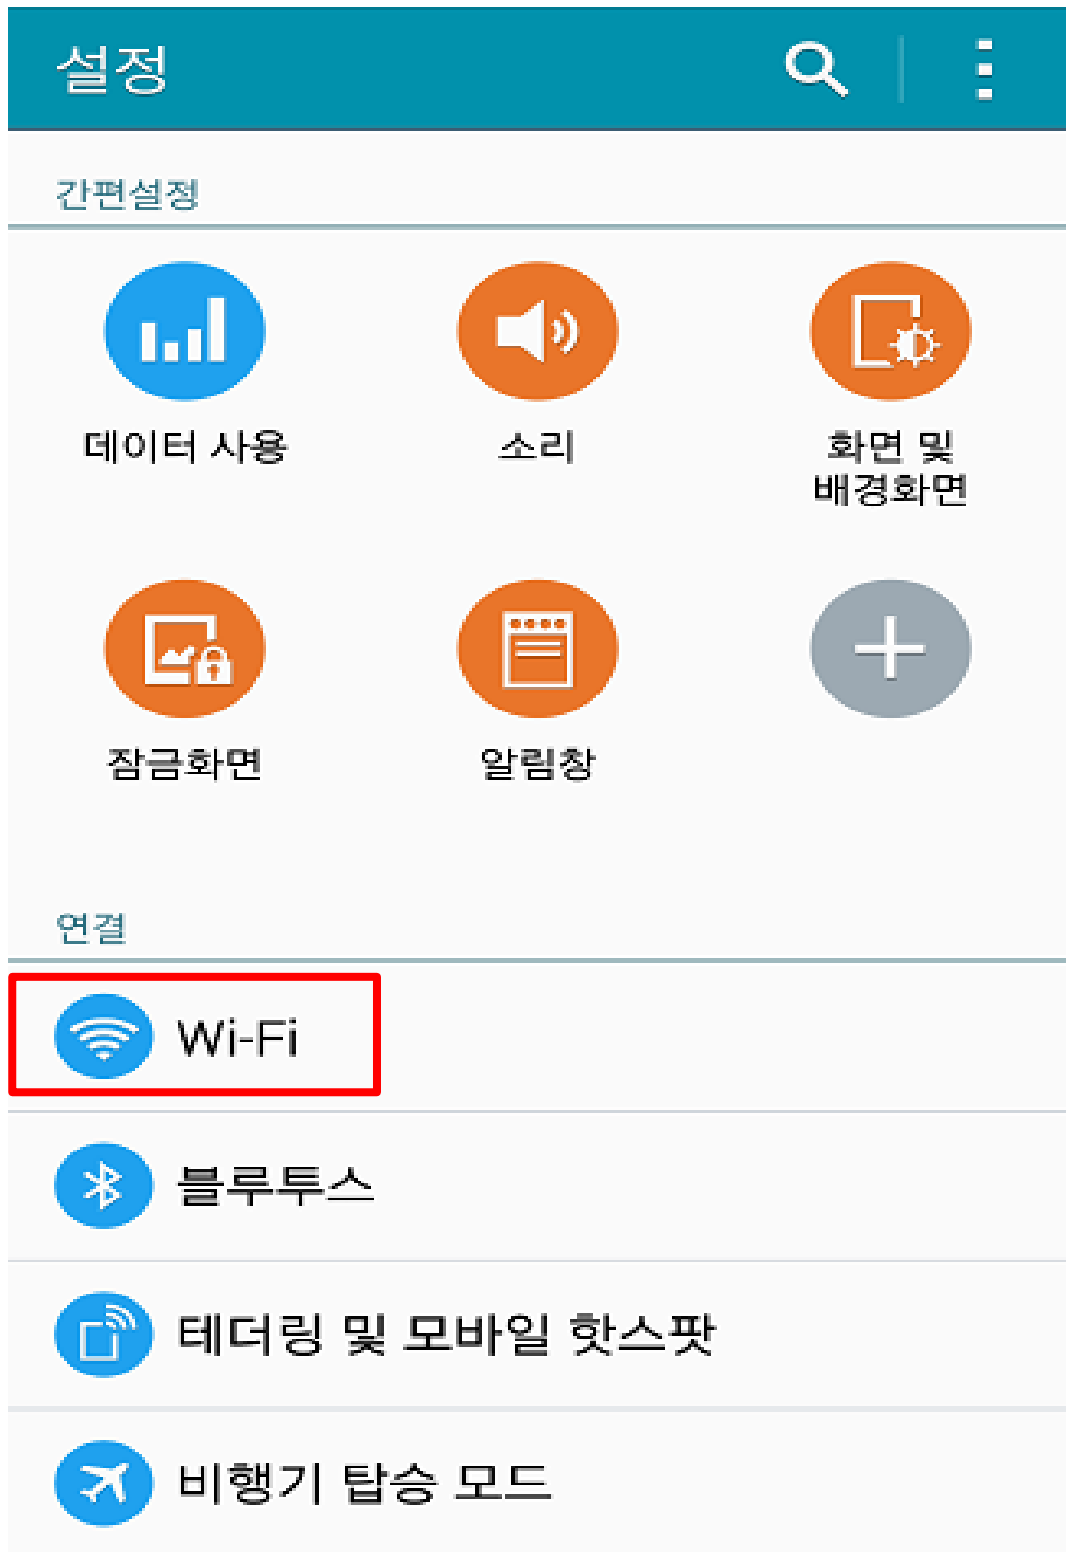 설정
간편설정
데이터 사용
소리
화면 및
배경화면
잠금화면
알림창
연결
Wi-Fi
블루투스
테더링 및 모바일 핫스팟
비행기 탑승 모드